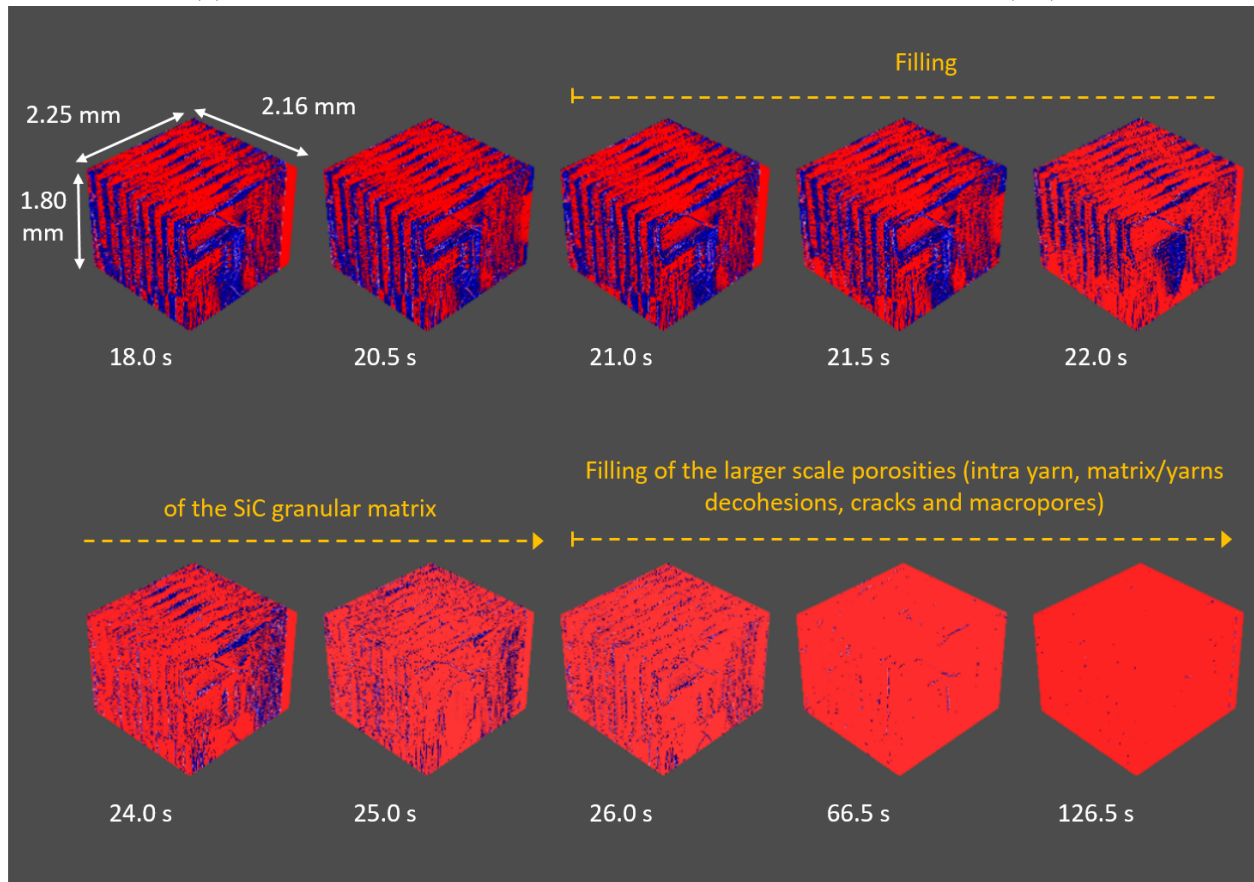 Filling
2.25 mm
2.16 mm
1.80
mm
18.0 s
20.5 s
21.0 s
21.5 s
22.0 s
of the SiC granular matrix
Filling of the larger scale porosities (intra yarn, matrix/yarns
decohesions, cracks and macropores)
24.0 s
25.0 s
26.0 s
66.5 s
126.5 s